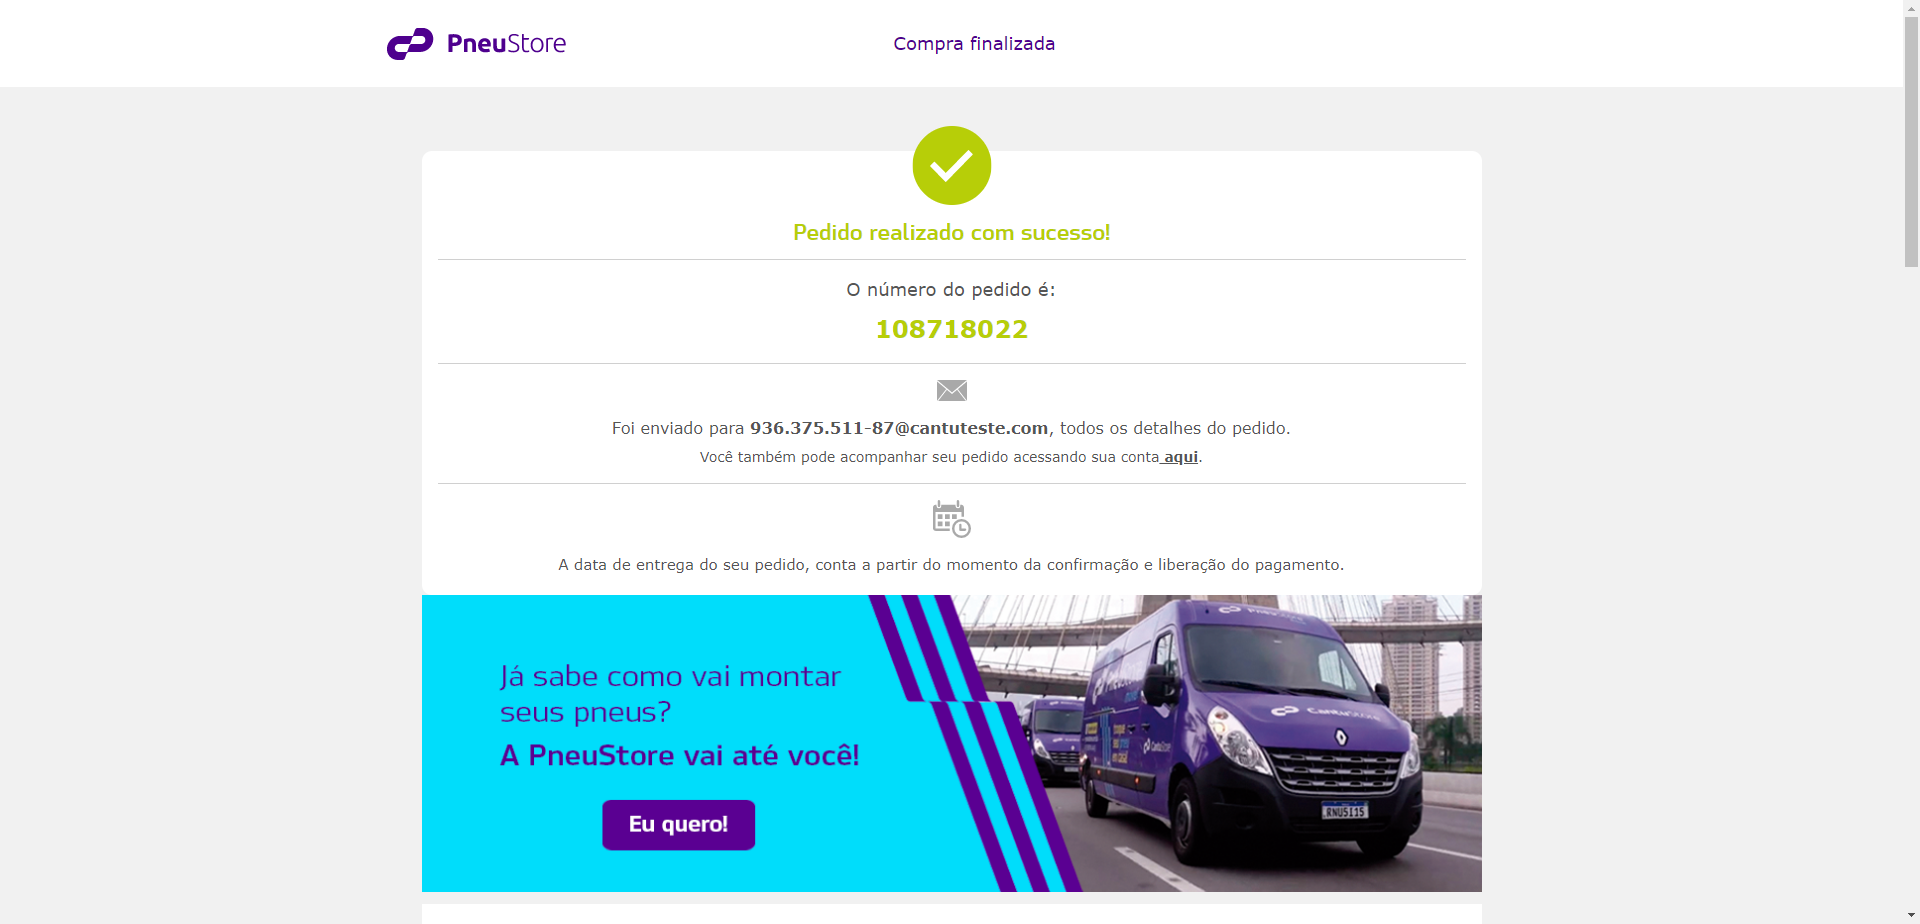 PneuStore
Compra finalizada
Pedido realizado com sucesso!
O número do pedido é:
108718022
Foi enviado para 936.375.511-87@cantuteste.com, todos os detalhes do pedido.
Você também pode acompanhar seu pedido acessando sua conta aqui.
A data de entrega do seu pedido, conta a partir do momento da confirmação e liberação do pagamento.
Já sabe como vai montar
seus pneus?
A PneuStore vai até você!
Eu quero!
PneuStore
CantuStore
CantuStore
RNU5I15